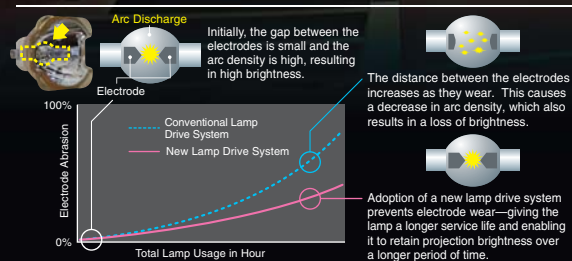 Arc Discharge
Initially, the gap between the
electrodes is small and the
arc density is high, resulting
in high brightness.
Electrode
100%
Conventional Lamp
Drive System
New Lamp Drive System
Electrode Abrasion
0%
Total Lamp Usage in Hour
The distance between the electrodes
increases as they wear. This causes
a decrease in arc density, which also
results in a loss of brightness.
Adoption of a new lamp drive system
prevents electrode wear—giving the
lamp a longer service life and enabling
it to retain projection brightness over
a longer period of time.